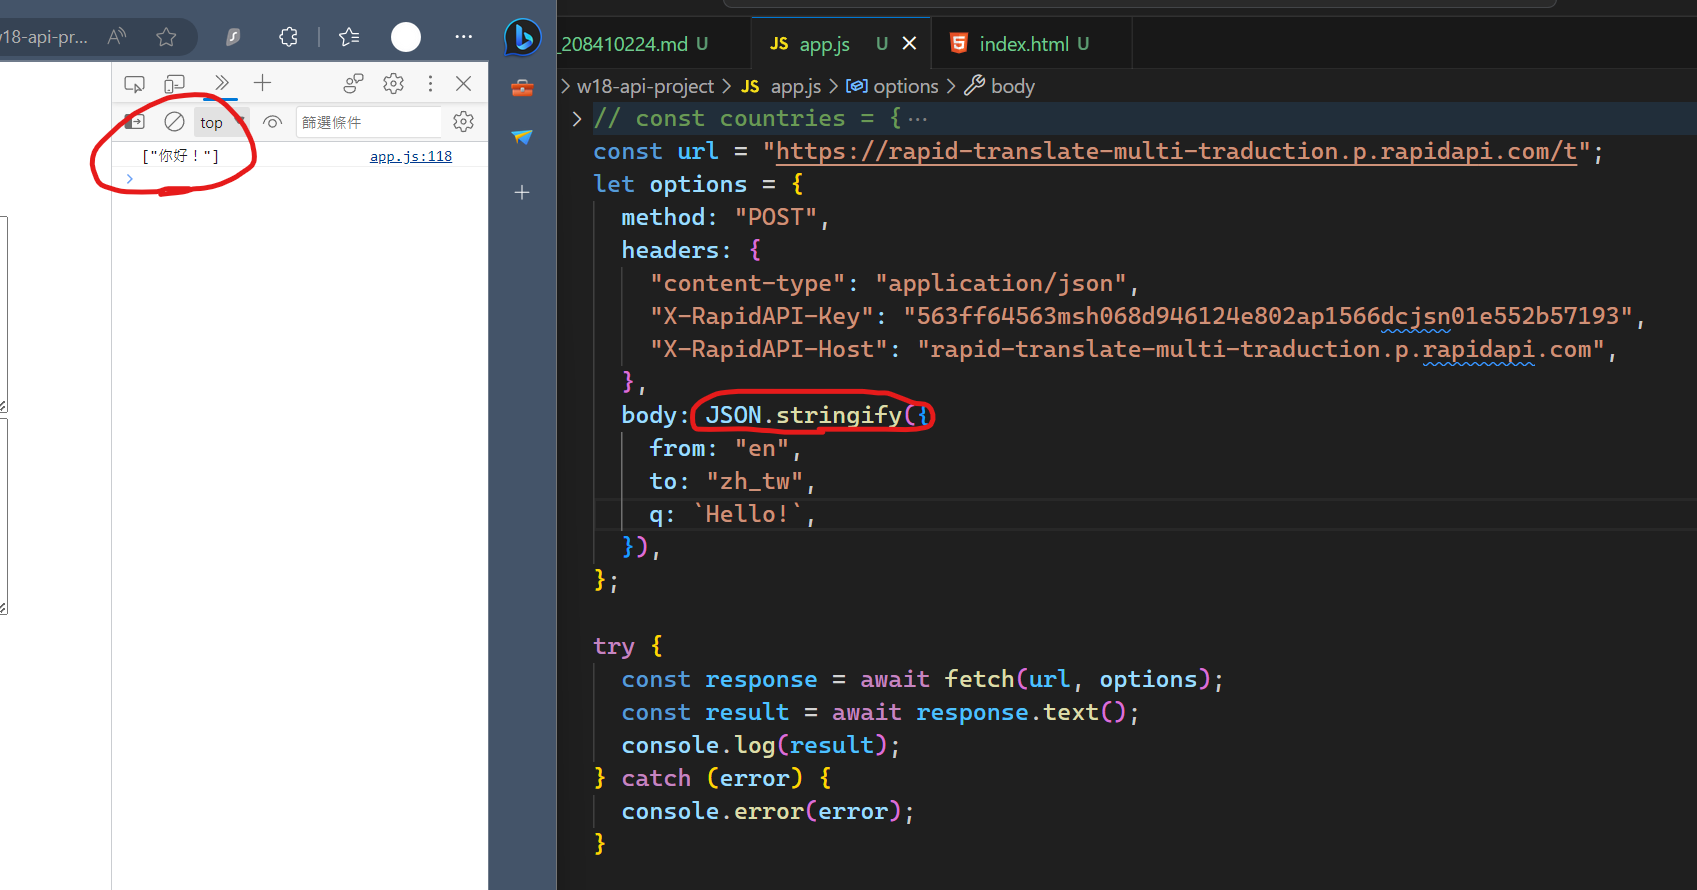 w18-api-pr...
top
篩選條件
["你好！"]
app.js:118
_208410224.md U
JS app.js U
index.html U
w18-api-project > JS app.js > options > body
// const countries = {…
const url = "https://rapid-translate-multi-traduction.p.rapidapi.com/t";
let options = {
method: "POST",
headers: {
"content-type": "application/json",
"X-RapidAPI-Key": "563ff64563msh068d946124e802ap1566dcjsn01e552b57193",
"X-RapidAPI-Host": "rapid-translate-multi-traduction.p.rapidapi.com",
},
body: JSON.stringify({
from: "en",
to: "zh_tw",
q: `Hello!`,
}),
};
try {
const response = await fetch(url, options);
const result = await response.text();
console.log(result);
} catch (error) {
console.error(error);
}